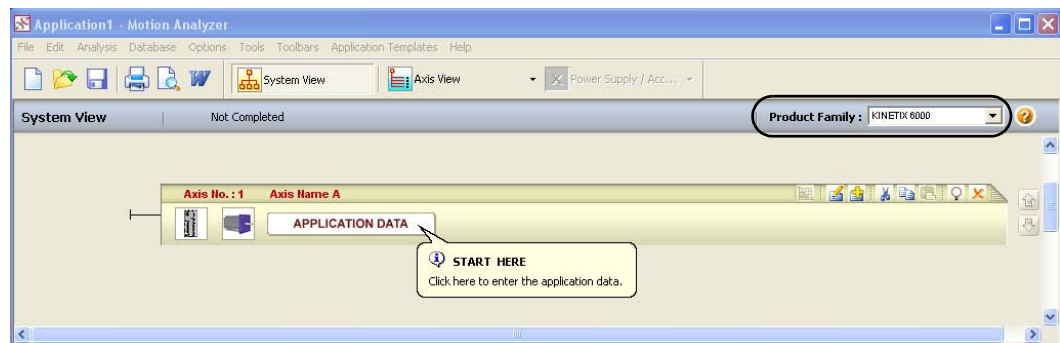 Application1 - Motion Analyzer
File Edit Analysis Database Options Tools Toolbars Application Templates Help
W System View Axis View Power Supply / Acc...
System View Not Completed Product Family : KINETIX 6000
Axis No. : 1 Axis Name A
APPLICATION DATA
START HERE
Click here to enter the application data.